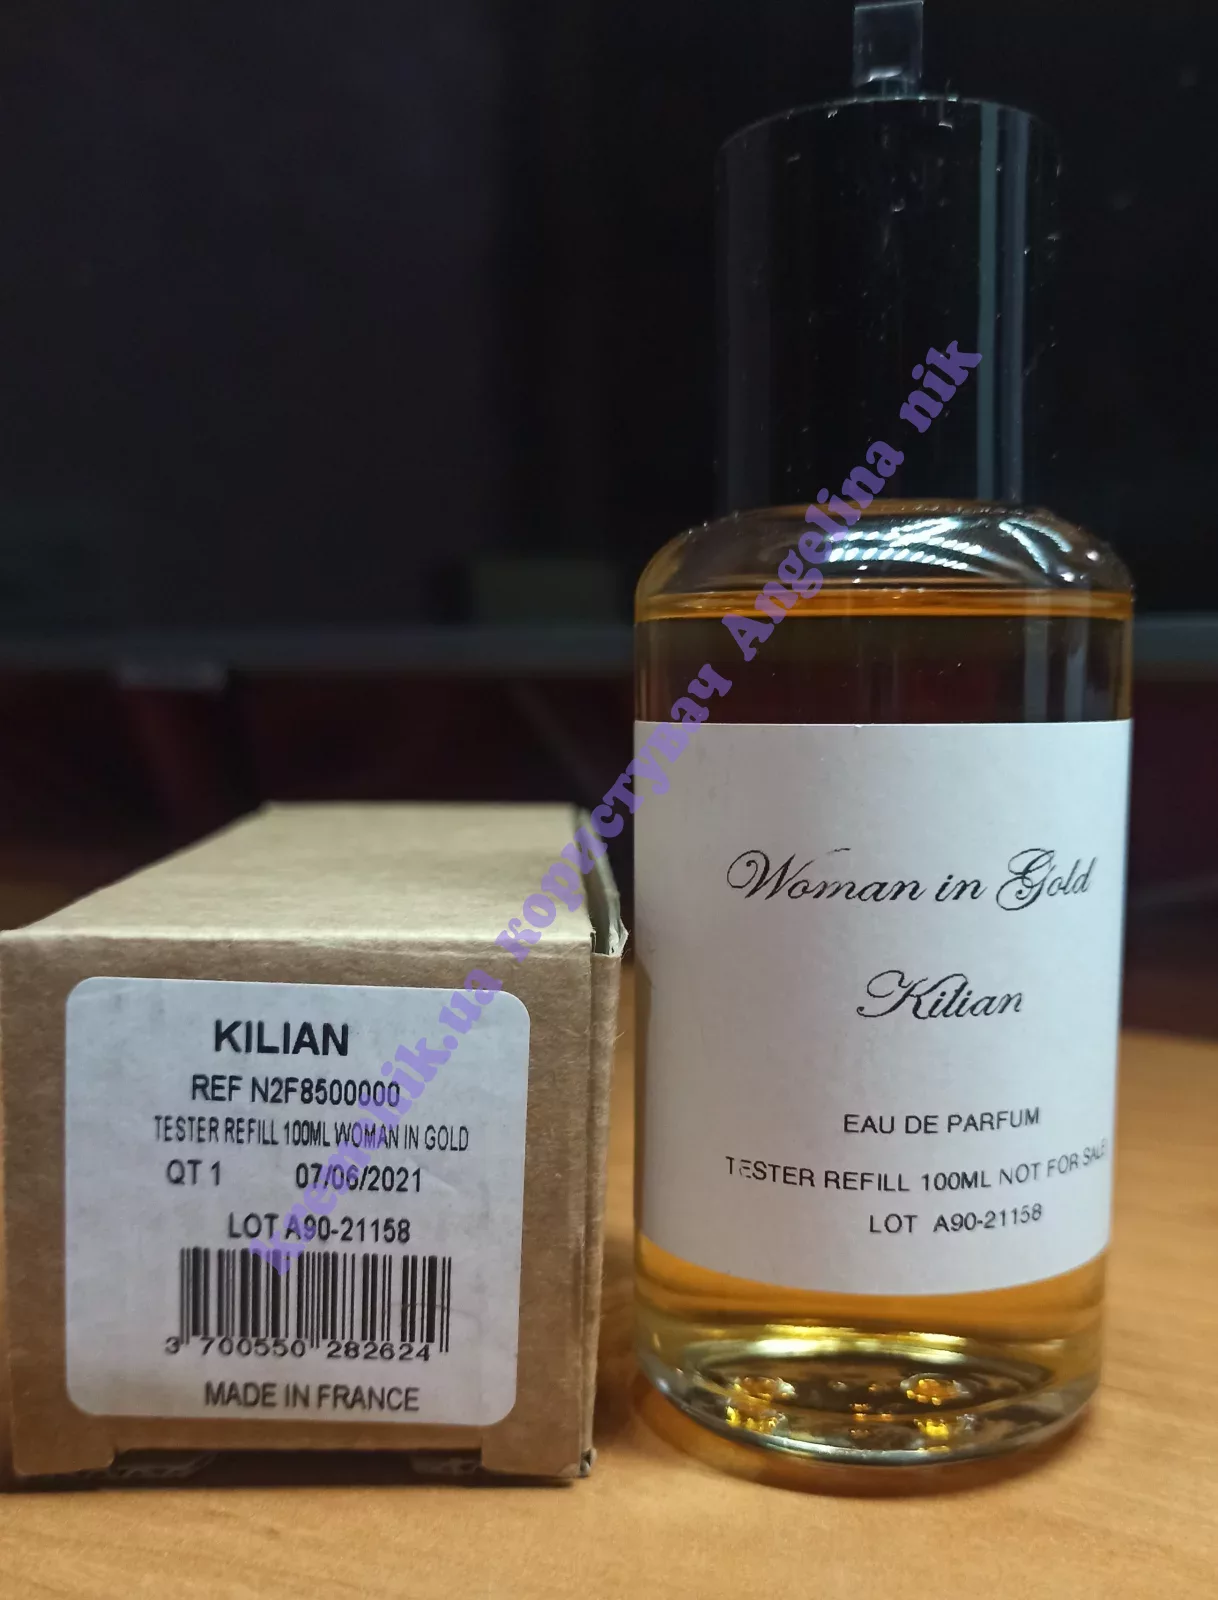 KILIAN
REF N2F8500000
TESTER REFILL 100ML WOMAN IN GOLD
QT 1 07/06/2021
LOT A90-21158
3 700550 282624
MADE IN FRANCE
Woman in Gold
Kilian
EAU DE PARFUM
TESTER REFILL 100ML NOT FOR SALE!
LOT A90-21158
kremchik.ua користувач Angelina nik